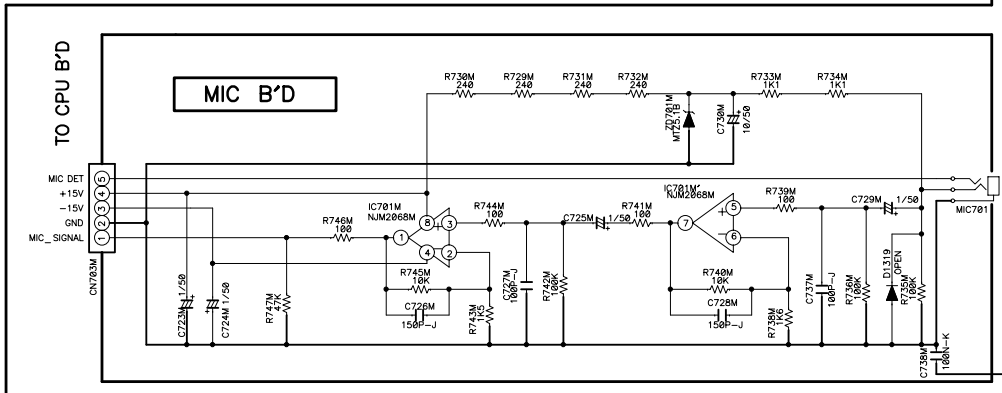 TO CPU B'D
MIC B'D
R730M
240
R729M
240
R731M
240
R732M
240
R733M
1K1
R734M
1K1
ZD701M
MTZ5.1B
C730M
10/50
MIC DET
+15V
-15V
GND
MIC_SIGNAL
5
4
3
2
1
CN703M
C723M 1/50
C724M 1/50
R747M
47K
R746M
100
IC701M
NJM2068M
8
3
1
4
2
R745M
10K
C726M
150P-J
R743M
1K5
R744M
100
C727M
100P-J
R742M
100K
C725M 1/50
R741M
100
IC701M'
NJM2068M
7
5
6
R740M
10K
C728M
150P-J
R738M
1K6
R739M
100
C737M
100P-J
R736M
100K
C729M 1/50
D1319
OPEN
R735M
100K
MIC701
C738M
100N-K